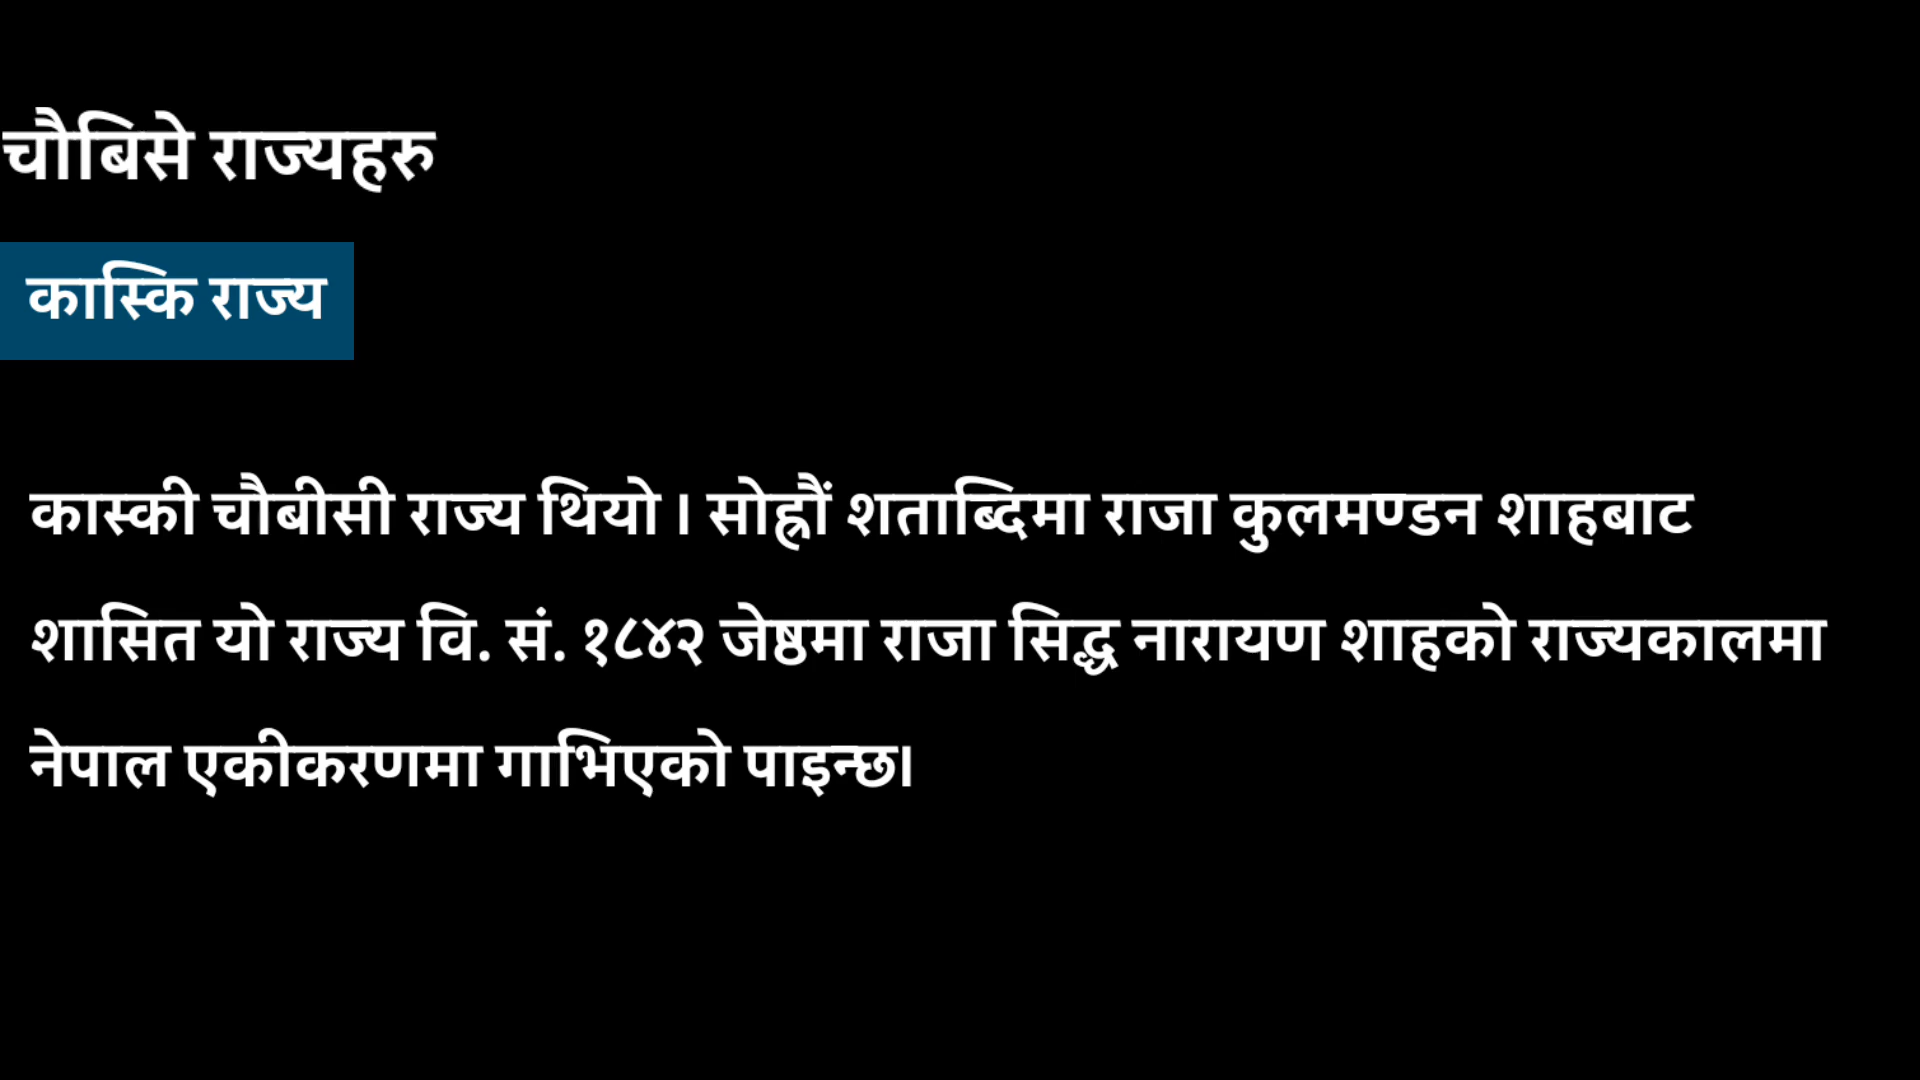 चौबिसे राज्यहरु
कास्कि राज्य
कास्की चौबीसी राज्य थियो । सोह्रौं शताब्दिमा राजा कुलमण्डन शाहबाट
शासित यो राज्य वि. सं. १८४२ जेष्ठमा राजा सिद्ध नारायण शाहको राज्यकालमा
नेपाल एकीकरणमा गाभिएको पाइन्छ।